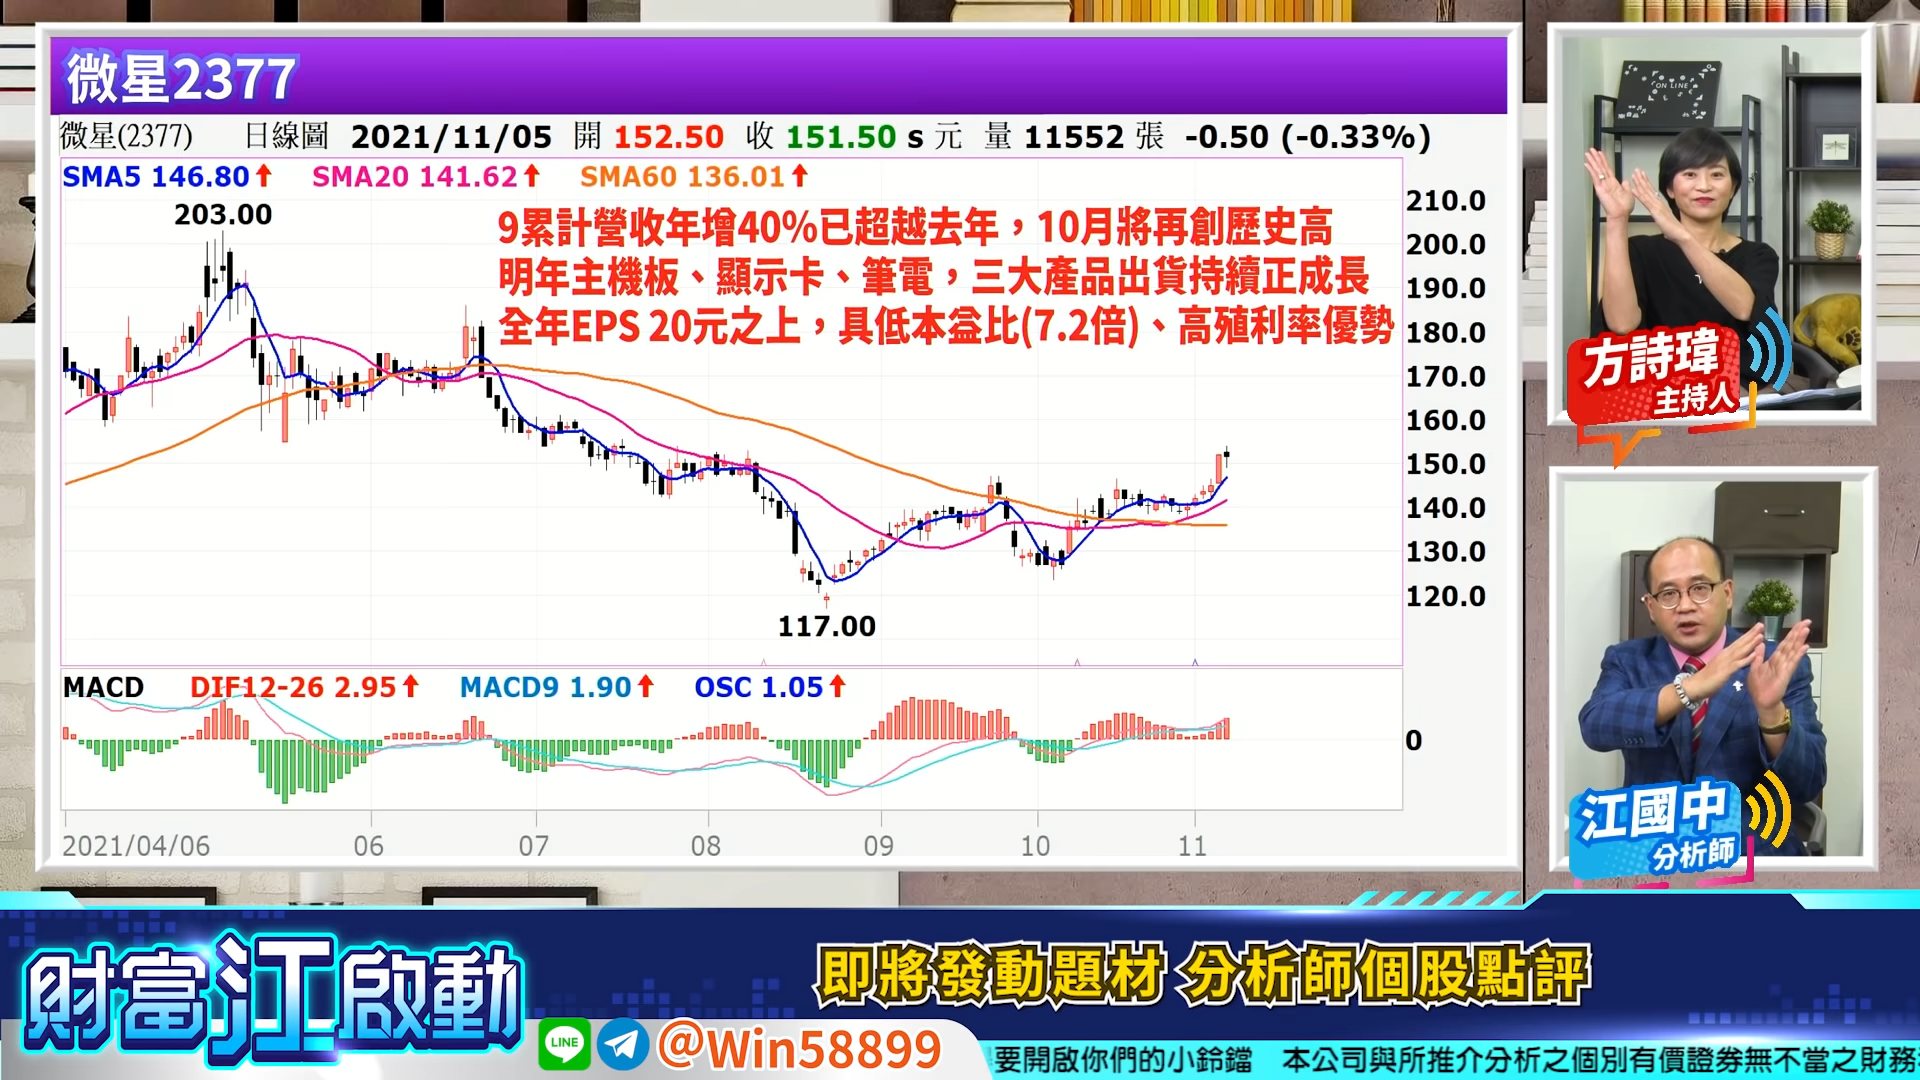 微星2377
微星(2377) 日線圖 2021/11/05 開 152.50 收 151.50 s 元 量 11552 張 -0.50 (-0.33%)
SMA5 146.80↑ SMA20 141.62↑ SMA60 136.01↑
203.00
9累計營收年增40%已超越去年，10月將再創歷史高
明年主機板、顯示卡、筆電，三大產品出貨持續正成長
全年EPS 20元之上，具低本益比(7.2倍)、高殖利率優勢
210.0
200.0
190.0
180.0
170.0
160.0
150.0
140.0
130.0
120.0
117.00
MACD DIF12-26 2.95↑ MACD9 1.90↑ OSC 1.05↑
0
2021/04/06 06 07 08 09 10 11
ON LINE
方詩瑋
主持人
江國中
分析師
財富江啟動
即將發動題材 分析師個股點評
LINE @Win58899
要開啟你們的小鈴鐺 本公司與所推介分析之個別有價證券無不當之財務